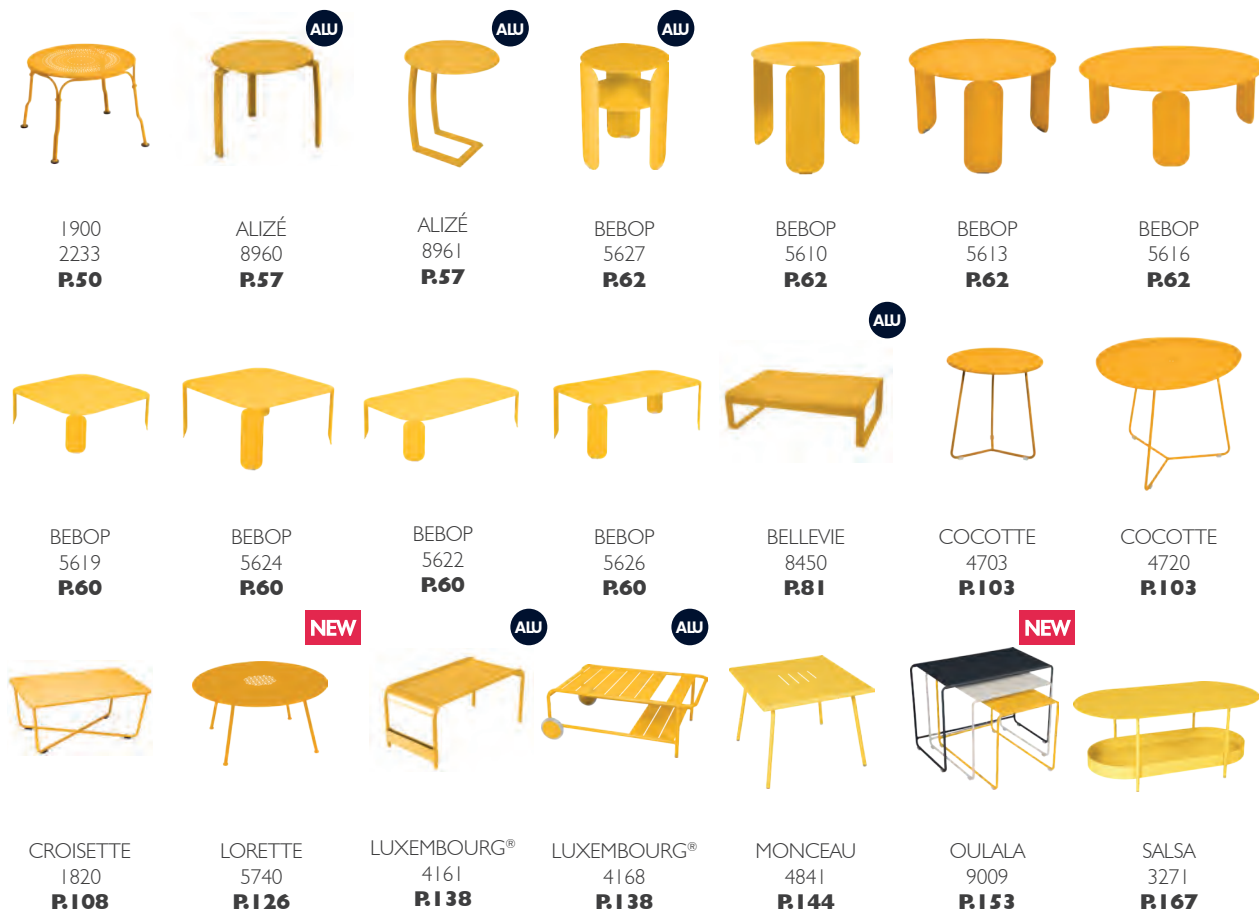 ALU
ALU
ALU
1900
2233
P.50
ALIZÉ
8960
P.57
ALIZÉ
8961
P.57
BEBOP
5627
P.62
BEBOP
5610
P.62
BEBOP
5613
P.62
BEBOP
5616
P.62
ALU
BEBOP
5619
P.60
BEBOP
5624
P.60
BEBOP
5622
P.60
BEBOP
5626
P.60
BELLEVIE
8450
P.81
COCOTTE
4703
P.103
COCOTTE
4720
P.103
NEW
ALU
ALU
NEW
CROISETTE
1820
P.108
LORETTE
5740
P.126
LUXEMBOURG®
4161
P.138
LUXEMBOURG®
4168
P.138
MONCEAU
4841
P.144
OULALA
9009
P.153
SALSA
3271
P.167